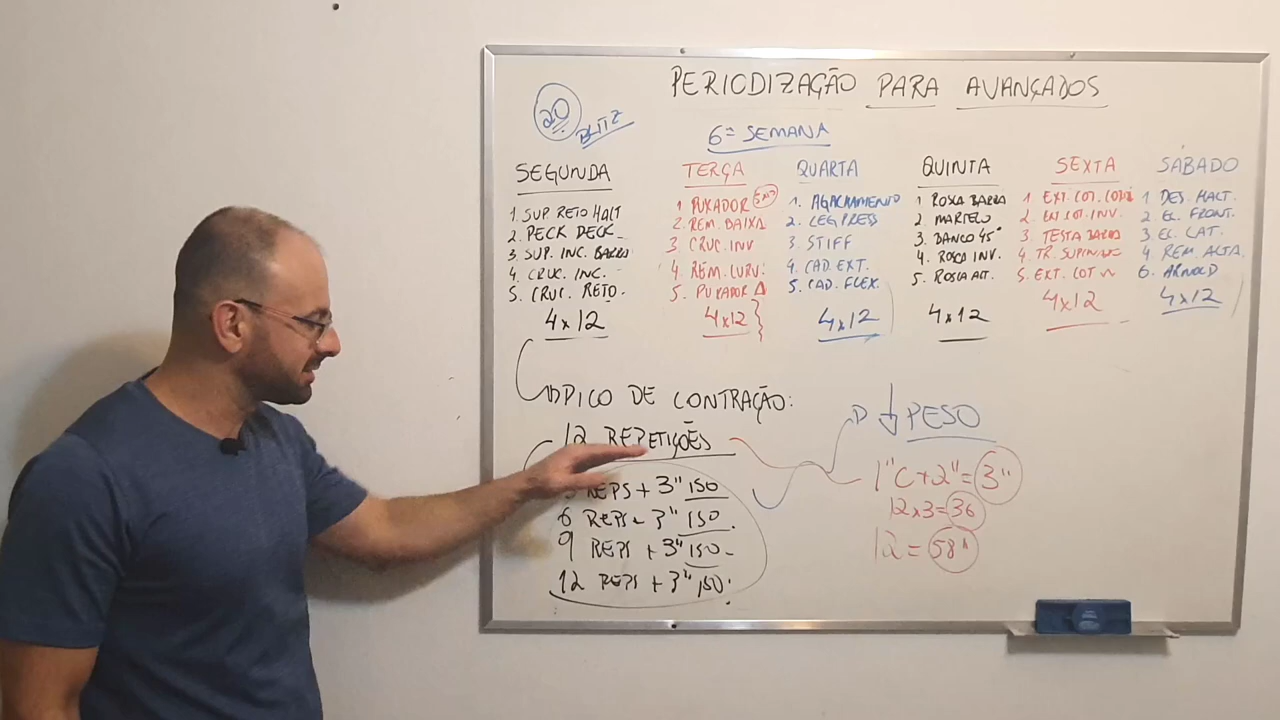 PERIODIZAÇÃO PARA AVANÇADOS
20
BLITZ
6ª SEMANA
SEGUNDA
1. SUP RETO HALT
2. PECK DECK
3. SUP. INC. BARRA
4. CRUC. INC.
5. CRUC. RETO.
4x12
TERÇA
1 PUXADOR
2. REM. BAIXA
3 CRUC. INV
4. REM. CURV.
5. PUXADOR Δ
4x12
QUARTA
1. AGACHAMENTO
2. LEG PRESS
3. STIFF
4. CAD. EXT.
5. CAD. FLEX.
4x12
QUINTA
1 ROSCA BARRA
2. MARTELO
3. BANCO 45°
4. ROSCA INV.
5. ROSCA ALT.
4x12
SEXTA
1. EXT. COT. CORDA
2. EXT COT. INV.
3. TESTA BARRA
4. TR. SUPINADO
5. EXT. COT
4x12
SÁBADO
1. DES. HALT.
2. EL. FRONT.
3. EL. LAT.
4. REM. ALTA
6. ARNOLD
4x12
PICO DE CONTRAÇÃO:
12 REPETIÇÕES
REPS + 3" ISO
6 REPS + 3" ISO.
9 REPS + 3" ISO
12 REPS + 3" ISO.
↓ PESO
1"C+2"=3"
12x3=36
12=58"